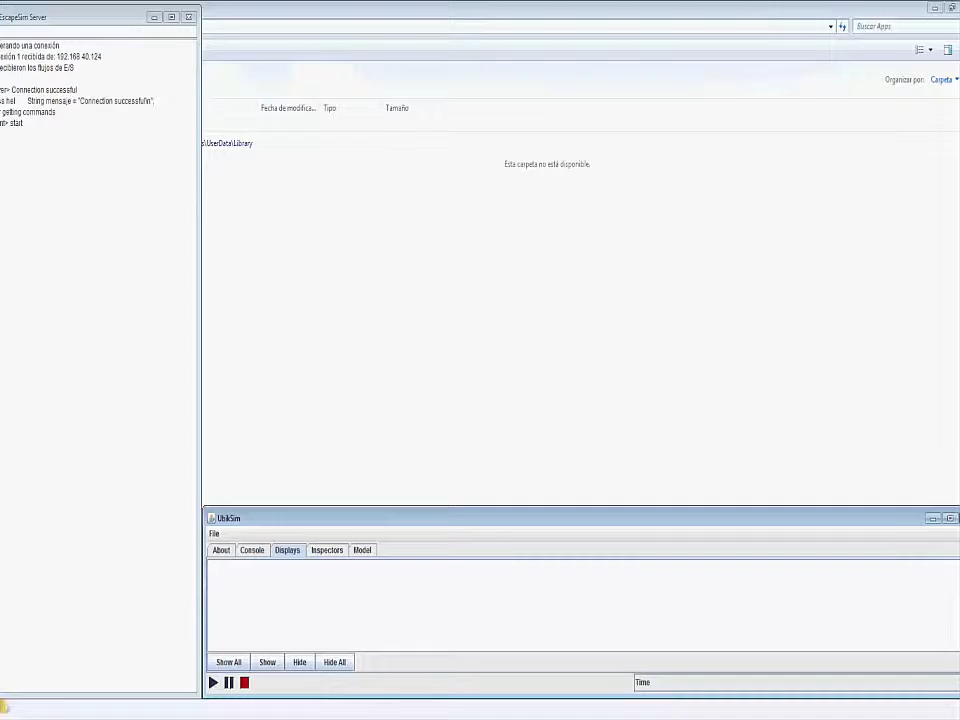 EscapeSim Server
erando una conexión
exión 1 recibida de: 192.168.40.124
ecibieron los flujos de E/S
ver> Connection successful
s hel String mensaje = "Connection successful\n";
r getting commands
nt> start
Buscar Apps
Organizar por: Carpeta
Fecha de modifica... Tipo Tamaño
s\UserData\Library
Esta carpeta no está disponible.
UbikSim
File
About Console Displays Inspectors Model
Show All Show Hide Hide All
Time